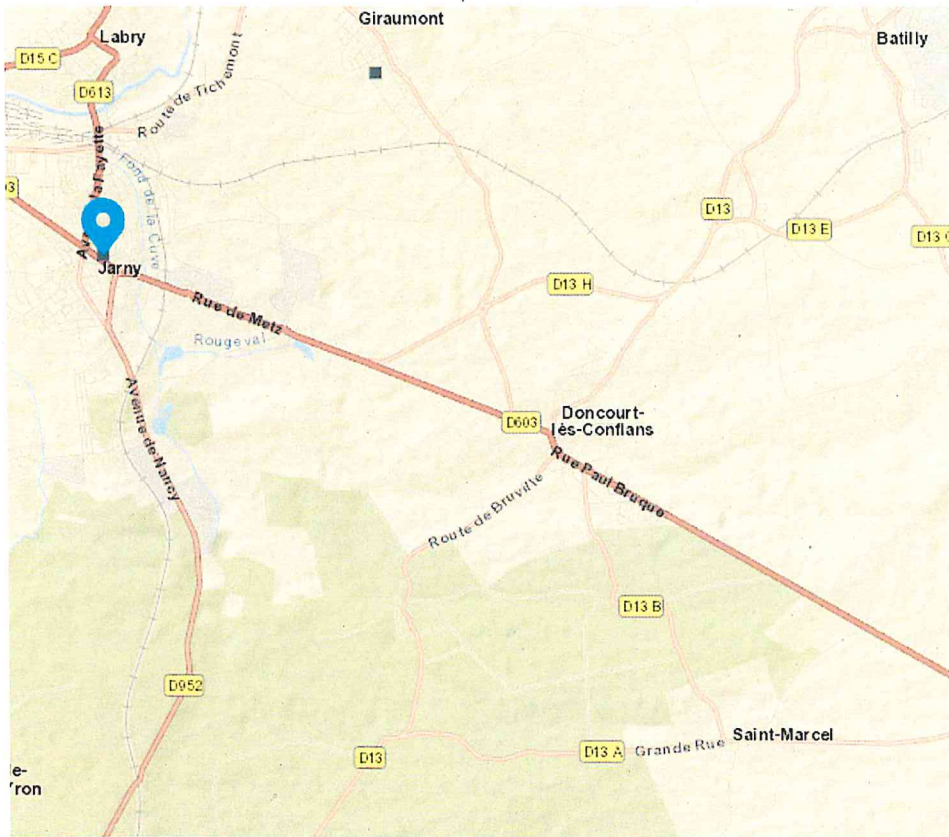 Giraumont
Labry
Batilly
D15 C
D613
Route de Tichemont
la Fayette
Fond de la Cuve
D13
D13 E
Jarny
D13 H
Rue de Metz
Rougeval
Doncourt-
lès-Conflans
D603
Avenue de Nancy
Rue Paul Bruquo
Route de Bruville
D13 B
D952
Saint-Marcel
D13
D13 A
Grande Rue